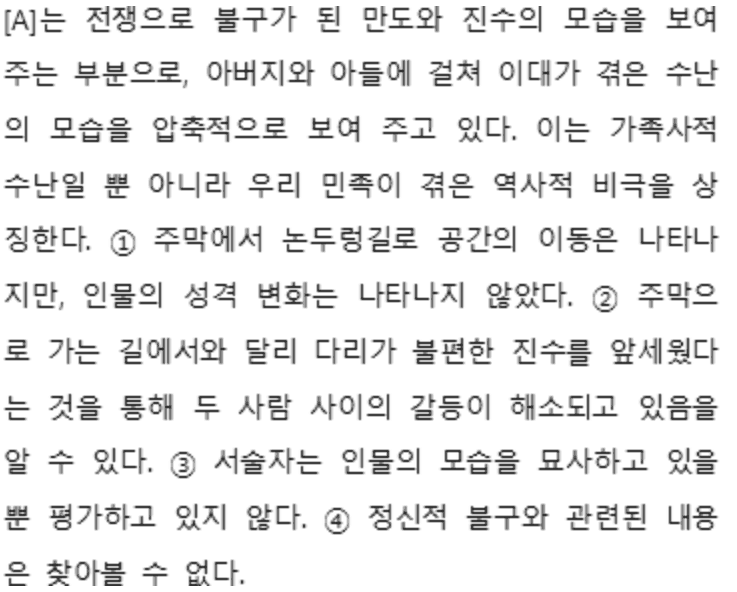 [A]는 전쟁으로 불구가 된 만도와 진수의 모습을 보여
주는 부분으로, 아버지와 아들에 걸쳐 이대가 겪은 수난
의 모습을 압축적으로 보여 주고 있다. 이는 가족사적
수난일 뿐 아니라 우리 민족이 겪은 역사적 비극을 상
징한다. ① 주막에서 논두렁길로 공간의 이동은 나타나
지만, 인물의 성격 변화는 나타나지 않았다. ② 주막으
로 가는 길에서와 달리 다리가 불편한 진수를 앞세웠다
는 것을 통해 두 사람 사이의 갈등이 해소되고 있음을
알 수 있다. ③ 서술자는 인물의 모습을 묘사하고 있을
뿐 평가하고 있지 않다. ④ 정신적 불구와 관련된 내용
은 찾아볼 수 없다.